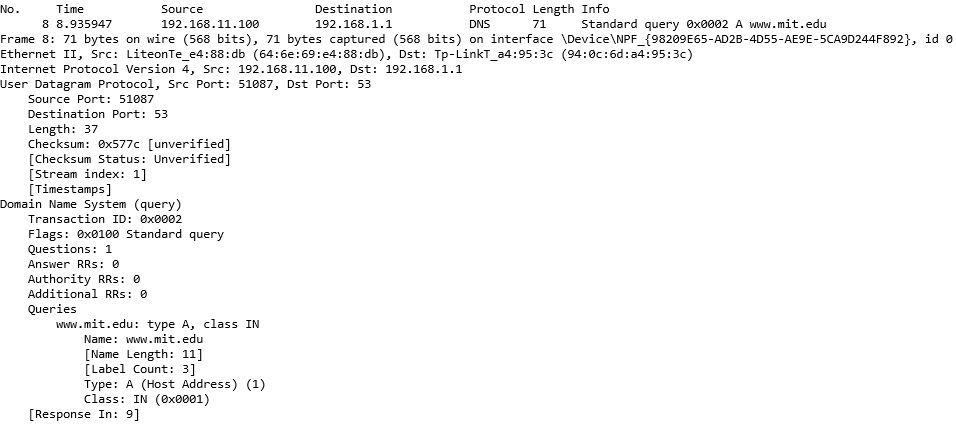 No. Time Source Destination Protocol Length Info
8 8.935947 192.168.11.100 192.168.1.1 DNS 71 Standard query 0x0002 A www.mit.edu
Frame 8: 71 bytes on wire (568 bits), 71 bytes captured (568 bits) on interface \Device\NPF_{98209E65-AD2B-4D55-AE9E-5CA9D244F892}, id 0
Ethernet II, Src: LiteonTe_e4:88:db (64:6e:69:e4:88:db), Dst: Tp-LinkT_a4:95:3c (94:0c:6d:a4:95:3c)
Internet Protocol Version 4, Src: 192.168.11.100, Dst: 192.168.1.1
User Datagram Protocol, Src Port: 51087, Dst Port: 53
Source Port: 51087
Destination Port: 53
Length: 37
Checksum: 0x577c [unverified]
[Checksum Status: Unverified]
[Stream index: 1]
[Timestamps]
Domain Name System (query)
Transaction ID: 0x0002
Flags: 0x0100 Standard query
Questions: 1
Answer RRs: 0
Authority RRs: 0
Additional RRs: 0
Queries
www.mit.edu: type A, class IN
Name: www.mit.edu
[Name Length: 11]
[Label Count: 3]
Type: A (Host Address) (1)
Class: IN (0x0001)
[Response In: 9]